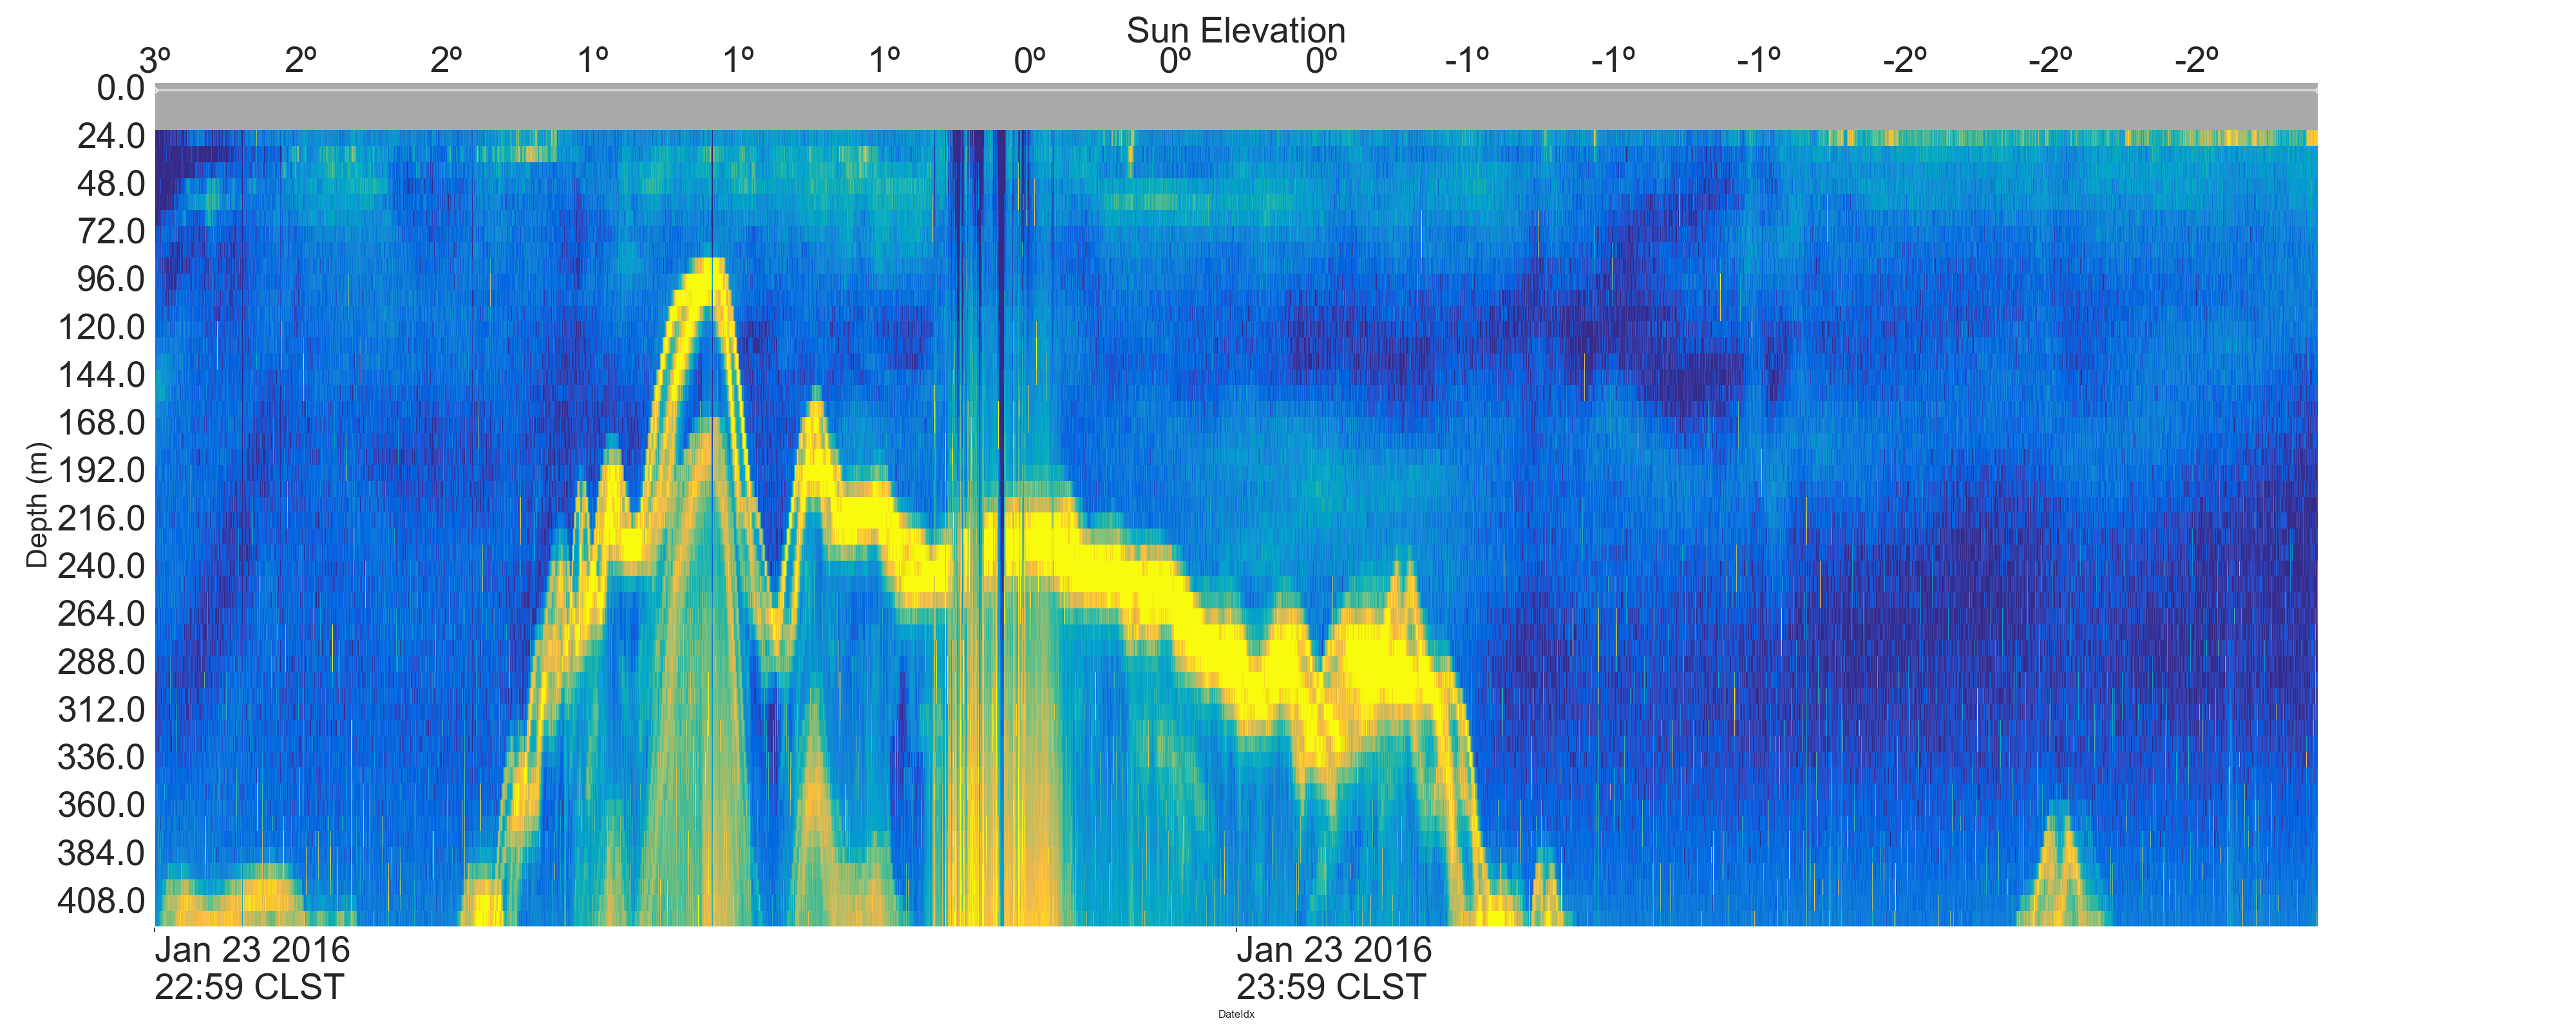 Sun Elevation
3º 2º 2º 1º 1º 1º 0º 0º 0º -1º -1º -1º -2º -2º -2º
0.0
24.0
48.0
72.0
96.0
120.0
144.0
168.0
192.0
216.0
240.0
264.0
288.0
312.0
336.0
360.0
384.0
408.0
Depth (m)
Jan 23 2016
22:59 CLST
Jan 23 2016
23:59 CLST
DateIdx